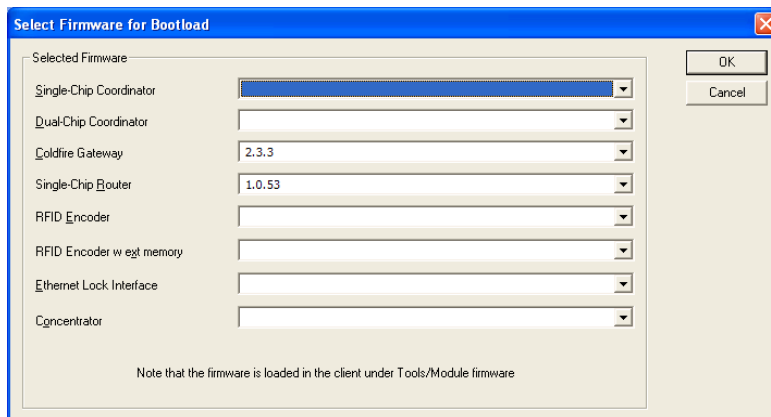 Select Firmware for Bootload
Selected Firmware
OK
Single-Chip Coordinator
Cancel
Dual-Chip Coordinator
Coldfire Gateway 2.3.3
Single-Chip Router 1.0.53
RFID Encoder
RFID Encoder w ext memory
Ethernet Lock Interface
Concentrator
Note that the firmware is loaded in the client under Tools/Module firmware